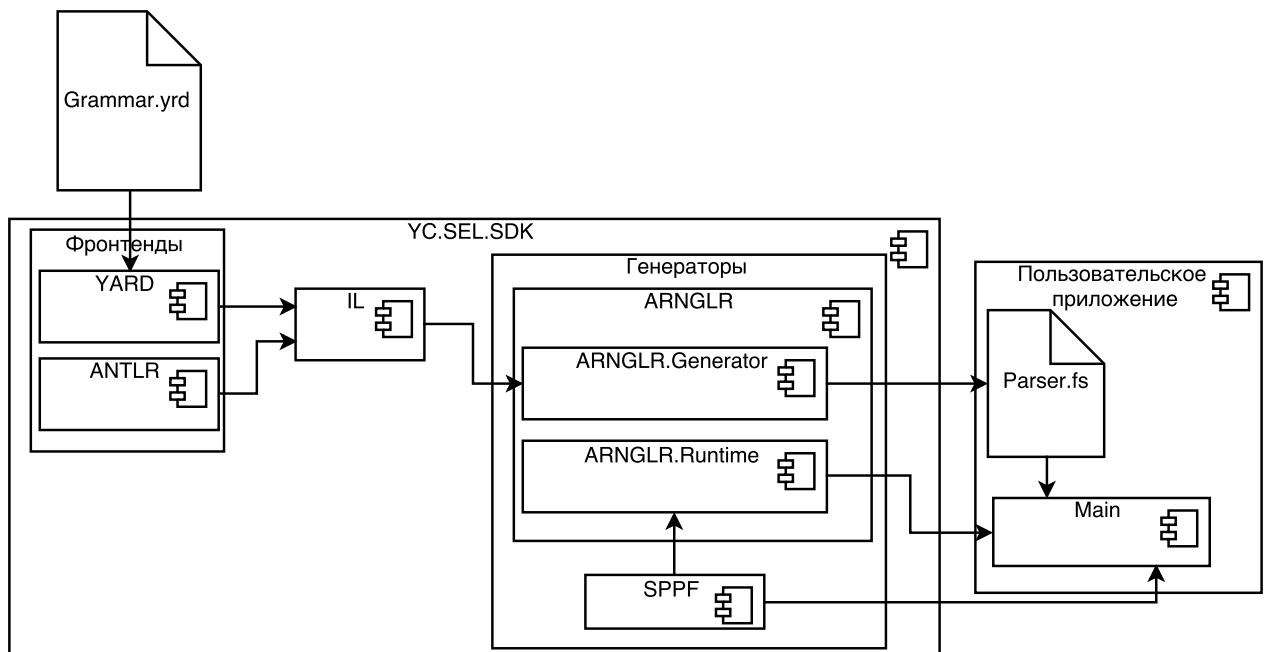 Grammar.yrd
YC.SEL.SDK
Фронтенды
YARD
ANTLR
IL
Генераторы
ARNGLR
ARNGLR.Generator
ARNGLR.Runtime
SPPF
Пользовательское
приложение
Parser.fs
Main